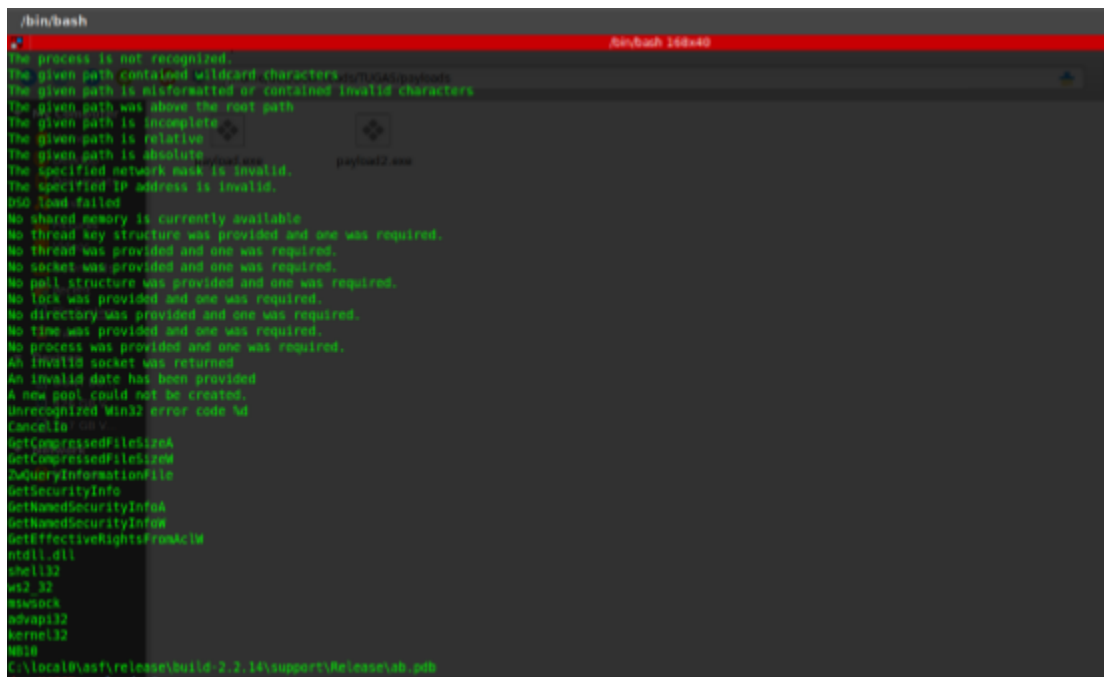 /bin/bash
/bin/bash 168x40
The process is not recognized.
The given path contained wildcard characters
The given path is misformatted or contained invalid characters
The given path was above the root path
The given path is incomplete
The given path is relative
The given path is absolute
The specified network mask is invalid.
The specified IP address is invalid.
DSO load failed
No shared memory is currently available
No thread key structure was provided and one was required.
No thread was provided and one was required.
No socket was provided and one was required.
No poll structure was provided and one was required.
No lock was provided and one was required.
No directory was provided and one was required.
No time was provided and one was required.
No process was provided and one was required.
An invalid socket was returned
An invalid date has been provided
A new pool could not be created.
Unrecognized Win32 error code %d
CancelIo
GetCompressedFileSizeA
GetCompressedFileSizeW
ZwQueryInformationFile
GetSecurityInfo
GetNamedSecurityInfoA
GetNamedSecurityInfoW
GetEffectiveRightsFromAclW
ntdll.dll
shell32
ws2_32
mswsock
advapi32
kernel32
NB10
C:\local0\asf\release\build-2.2.14\support\Release\ab.pdb
/TUGAS/payloads
payload2.exe